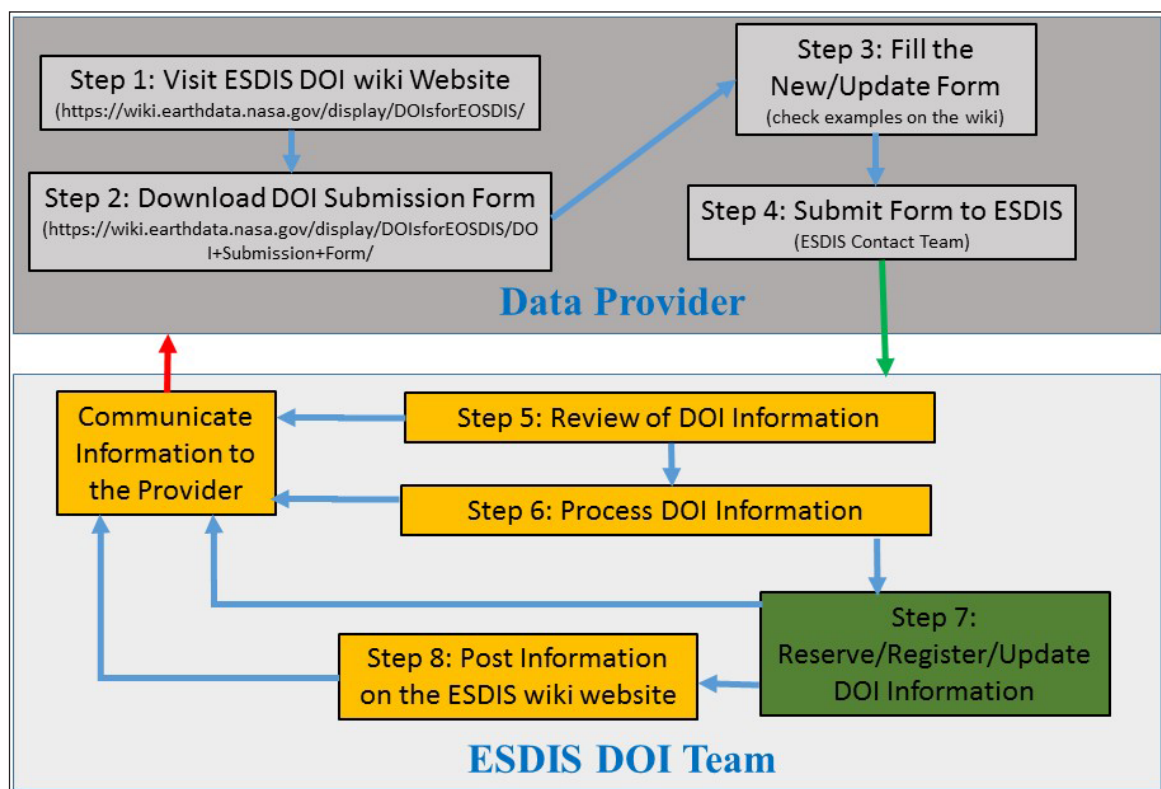 Step 1: Visit ESDIS DOI wiki Website
(https://wiki.earthdata.nasa.gov/display/DOIsforEOSDIS/
Step 2: Download DOI Submission Form
(https://wiki.earthdata.nasa.gov/display/DOIsforEOSDIS/DO
I+Submission+Form/
Step 3: Fill the
New/Update Form
(check examples on the wiki)
Step 4: Submit Form to ESDIS
(ESDIS Contact Team)
Data Provider
Communicate
Information to
the Provider
Step 5: Review of DOI Information
Step 6: Process DOI Information
Step 7:
Reserve/Register/Update
DOI Information
Step 8: Post Information
on the ESDIS wiki website
ESDIS DOI Team